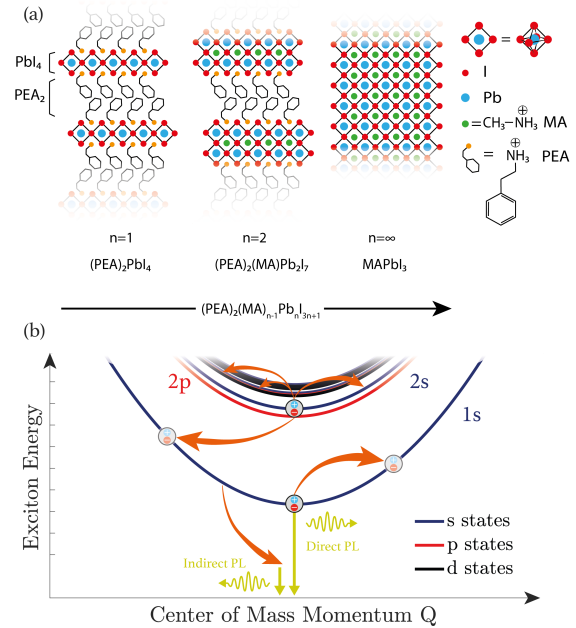 (a)
PbI₄
PEA₂
=
I
Pb
=CH₃–NH₃ MA
⊕
= NH₃ PEA
⊕
n=1
n=2
n=∞
(PEA)₂PbI₄
(PEA)₂(MA)Pb₂I₇
MAPbI₃
(PEA)₂(MA)ₙ₋₁PbₙI₃ₙ₊₁
(b)
2p
2s
1s
Exciton Energy
Direct PL
Indirect PL
s states
p states
d states
Center of Mass Momentum Q